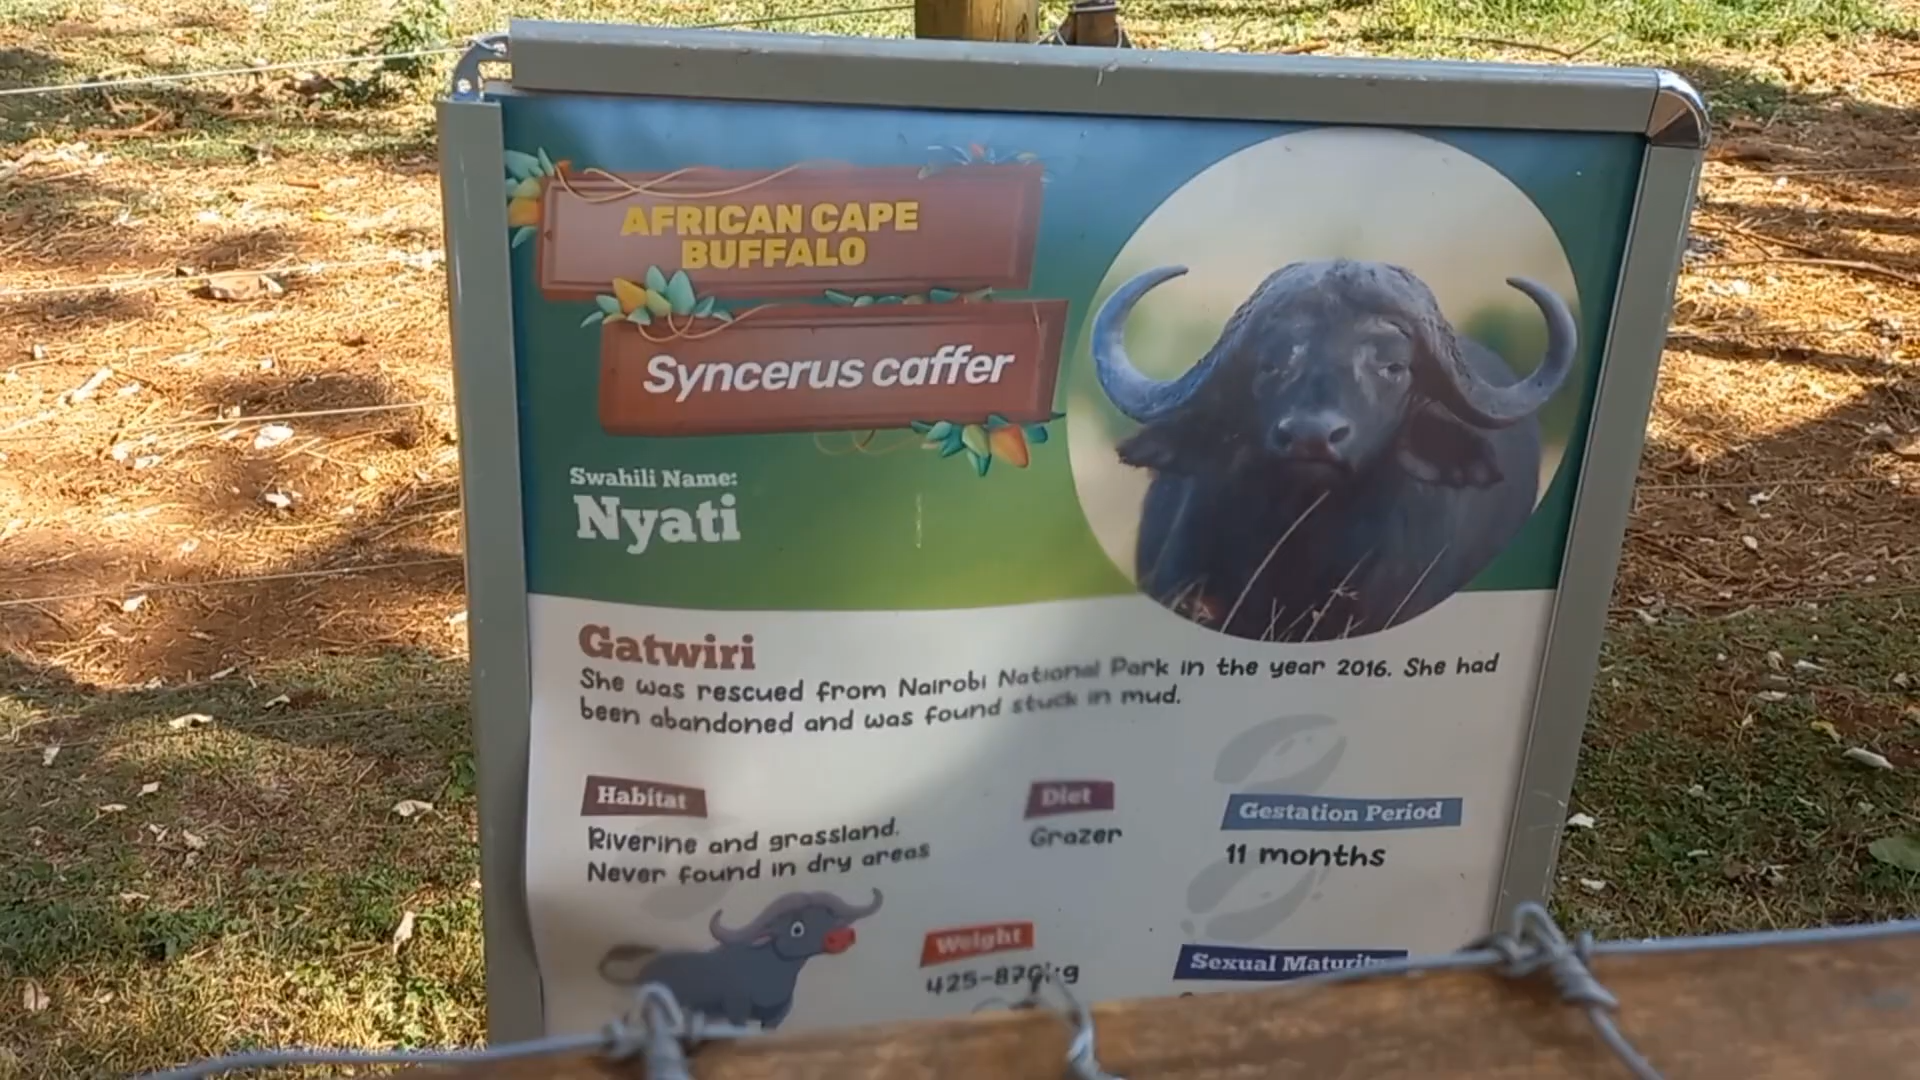 AFRICAN CAPE
BUFFALO
Syncerus caffer
Swahili Name:
Nyati
Gatwiri
She was rescued from Nairobi National Park in the year 2016. She had
been abandoned and was found stuck in mud.
Habitat
Riverine and grassland.
Never found in dry areas
Diet
Grazer
Gestation Period
11 months
Weight
425-870kg
Sexual Maturity